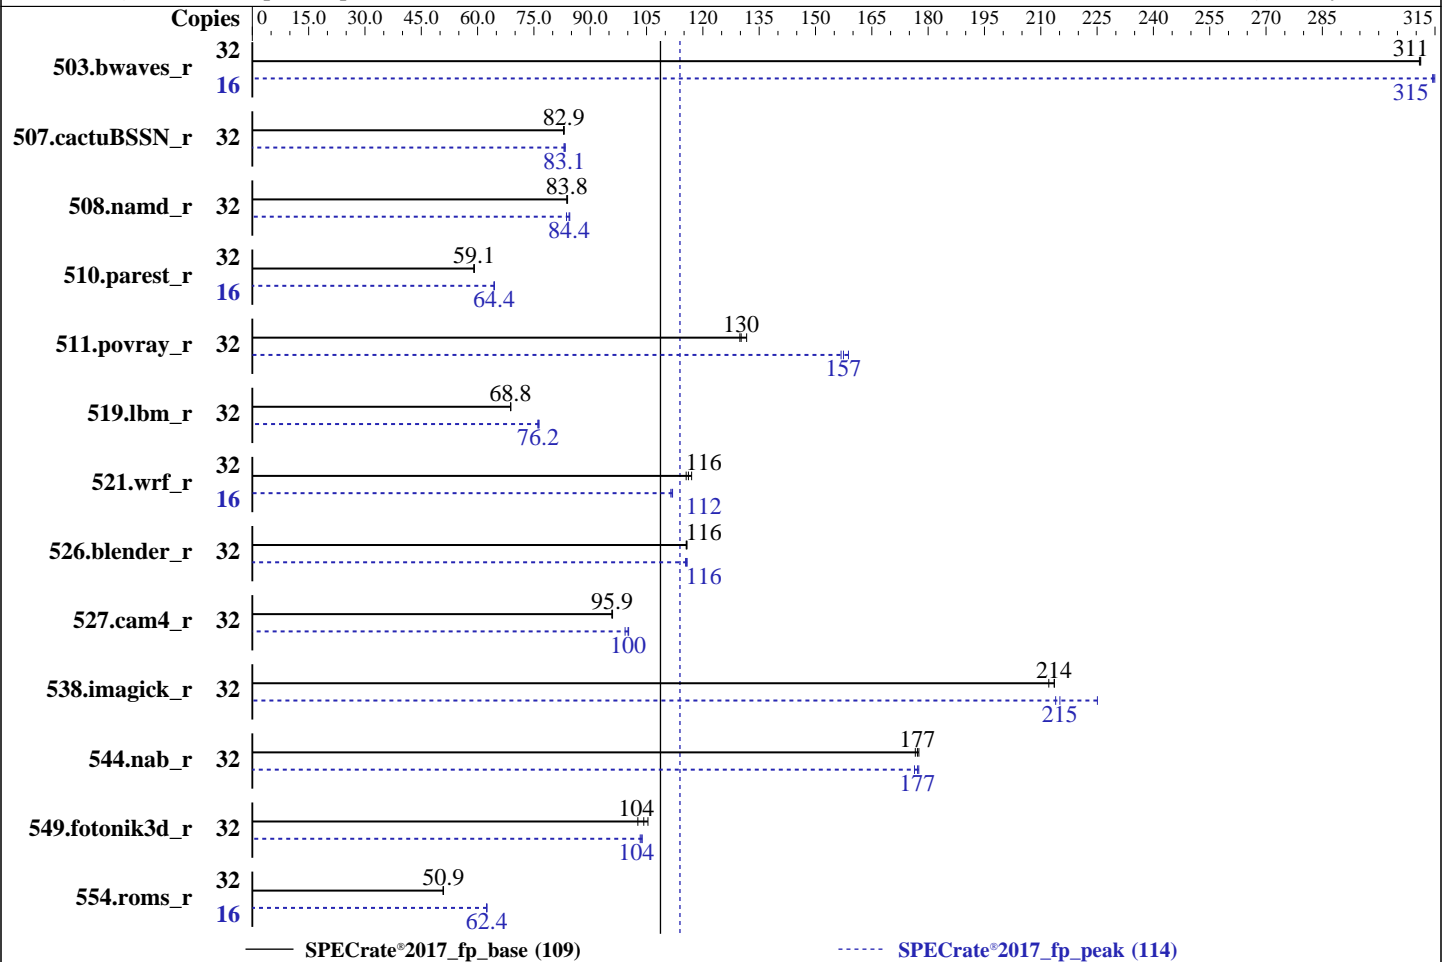 Copies 0 15.0 30.0 45.0 60.0 75.0 90.0 105 120 135 150 165 180 195 210 225 240 255 270 285 315
503.bwaves_r 32 311
16 315
507.cactuBSSN_r 32 82.9
83.1
508.namd_r 32 83.8
84.4
510.parest_r 32 59.1
16 64.4
511.povray_r 32 130
157
519.lbm_r 32 68.8
76.2
521.wrf_r 32 116
16 112
526.blender_r 32 116
116
527.cam4_r 32 95.9
100
538.imagick_r 32 214
215
544.nab_r 32 177
177
549.fotonik3d_r 32 104
104
554.roms_r 32 50.9
16 62.4
SPECrate®2017_fp_base (109) SPECrate®2017_fp_peak (114)